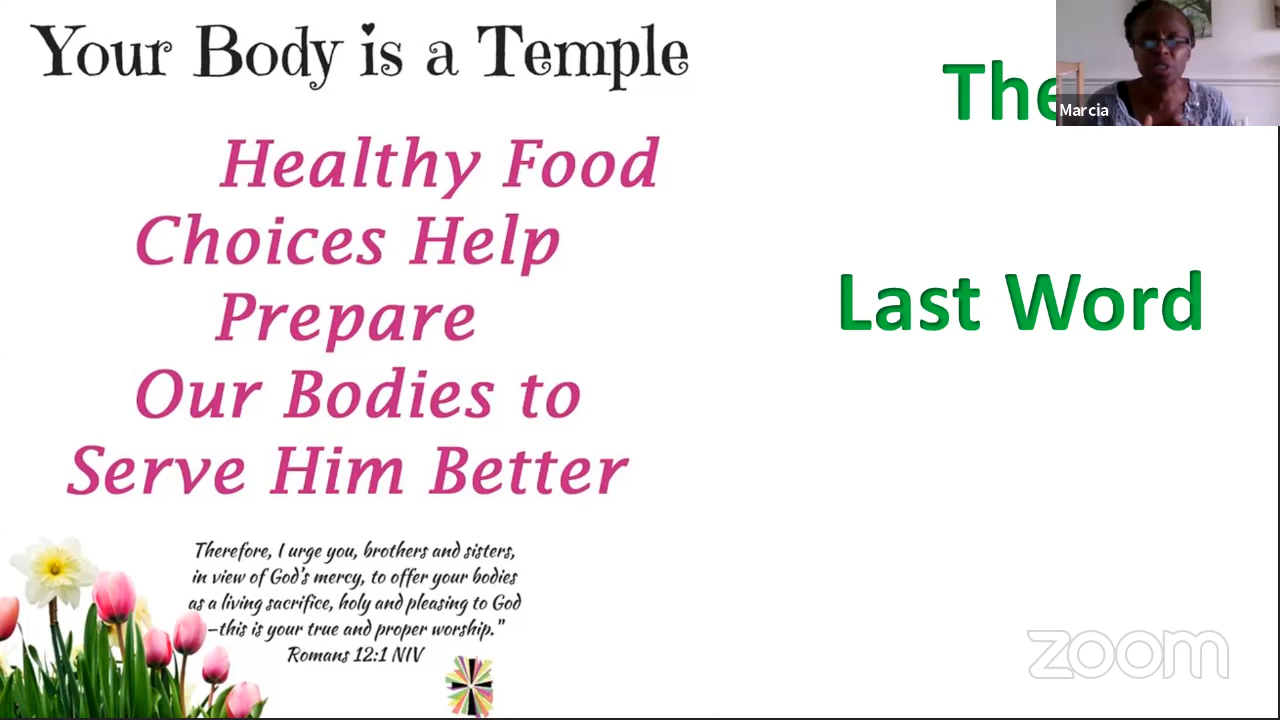 Your Body is a Temple
Healthy Food
Choices Help
Prepare
Our Bodies to
Serve Him Better
Therefore, I urge you, brothers and sisters,
in view of God's mercy, to offer your bodies
as a living sacrifice, holy and pleasing to God
–this is your true and proper worship."
Romans 12:1 NIV
The
Last Word
Marcia
zoom